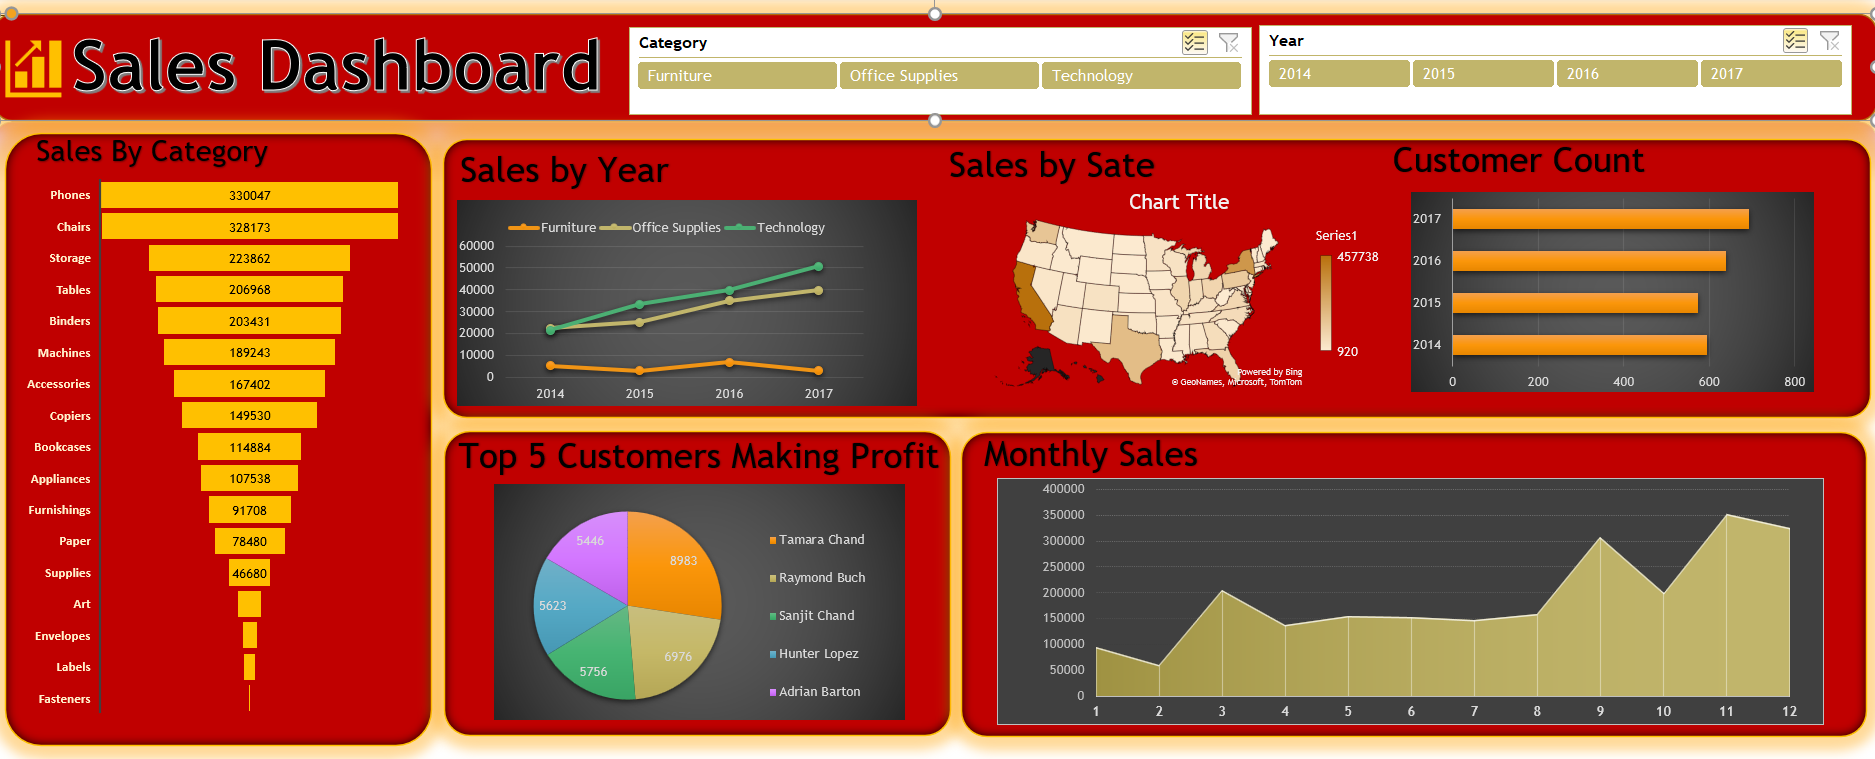 Sales Dashboard
Category
Furniture Office Supplies Technology
Year
2014 2015 2016 2017
Sales By Category
Phones 330047
Chairs 328173
Storage 223862
Tables 206968
Binders 203431
Machines 189243
Accessories 167402
Copiers 149530
Bookcases 114884
Appliances 107538
Furnishings 91708
Paper 78480
Supplies 46680
Art
Envelopes
Labels
Fasteners
Sales by Year
Furniture Office Supplies Technology
60000
50000
40000
30000
20000
10000
0
2014 2015 2016 2017
Sales by Sate
Chart Title
Series1
457738
920
Powered by Bing
© GeoNames, Microsoft, TomTom
Customer Count
2017
2016
2015
2014
0 200 400 600 800
Top 5 Customers Making Profit
5446
8983
5623
6976
5756
Tamara Chand
Raymond Buch
Sanjit Chand
Hunter Lopez
Adrian Barton
Monthly Sales
400000
350000
300000
250000
200000
150000
100000
50000
0
1 2 3 4 5 6 7 8 9 10 11 12